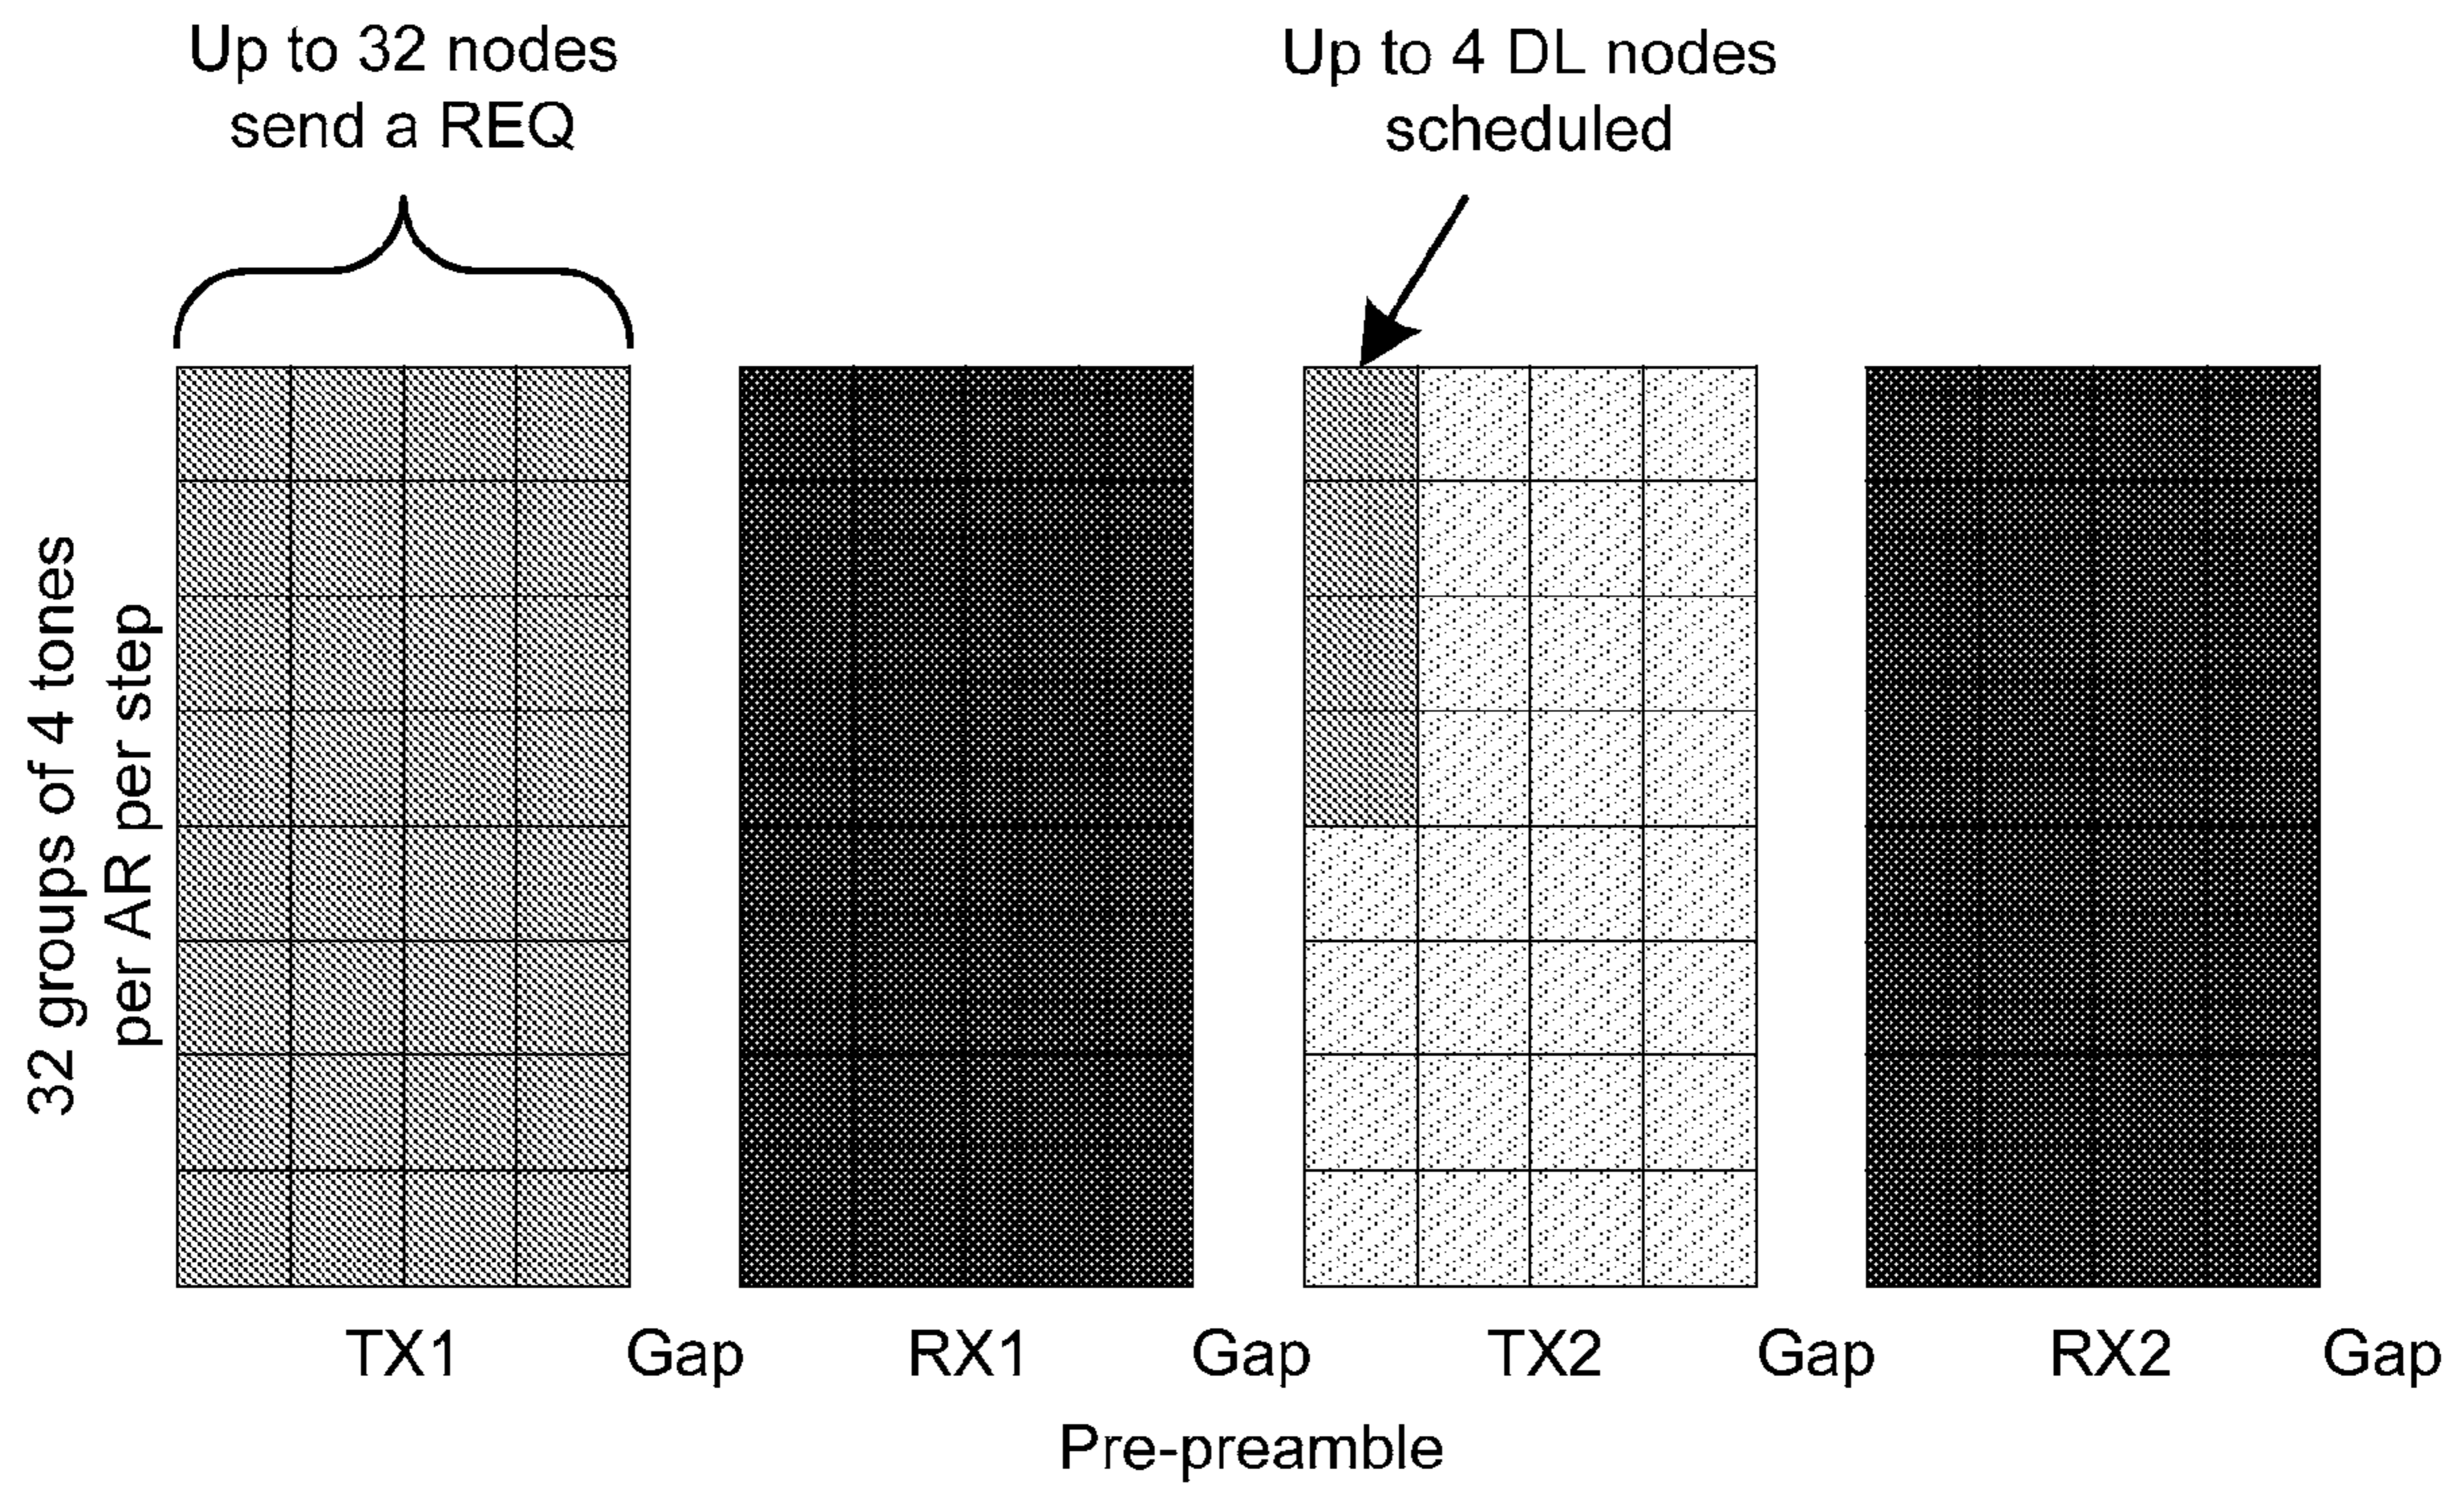 Up to 32 nodes
send a REQ
Up to 4 DL nodes
scheduled
32 groups of 4 tones
per AR per step
TX1 Gap RX1 Gap TX2 Gap RX2 Gap
Pre-preamble